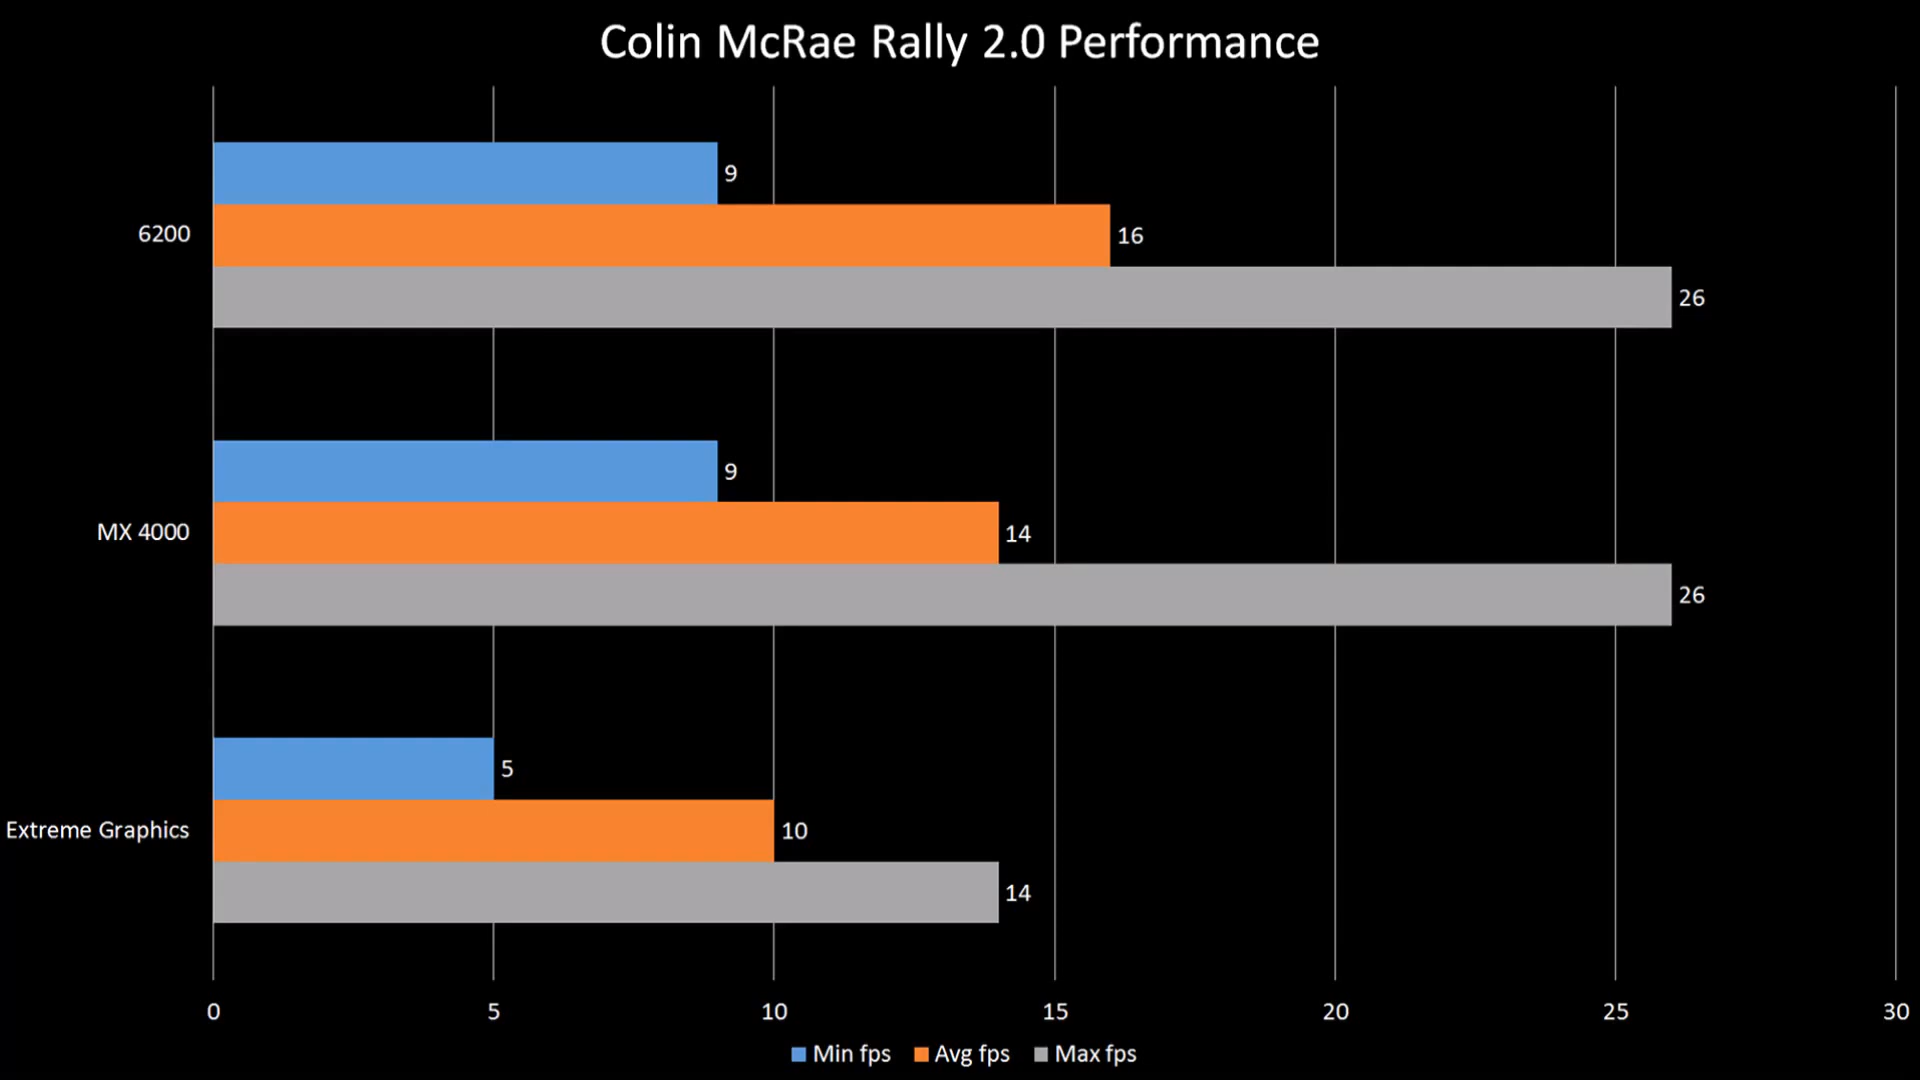 Colin McRae Rally 2.0 Performance
9
6200
16
26
9
MX 4000
14
26
5
Extreme Graphics
10
14
0 5 10 15 20 25 30
Min fps Avg fps Max fps